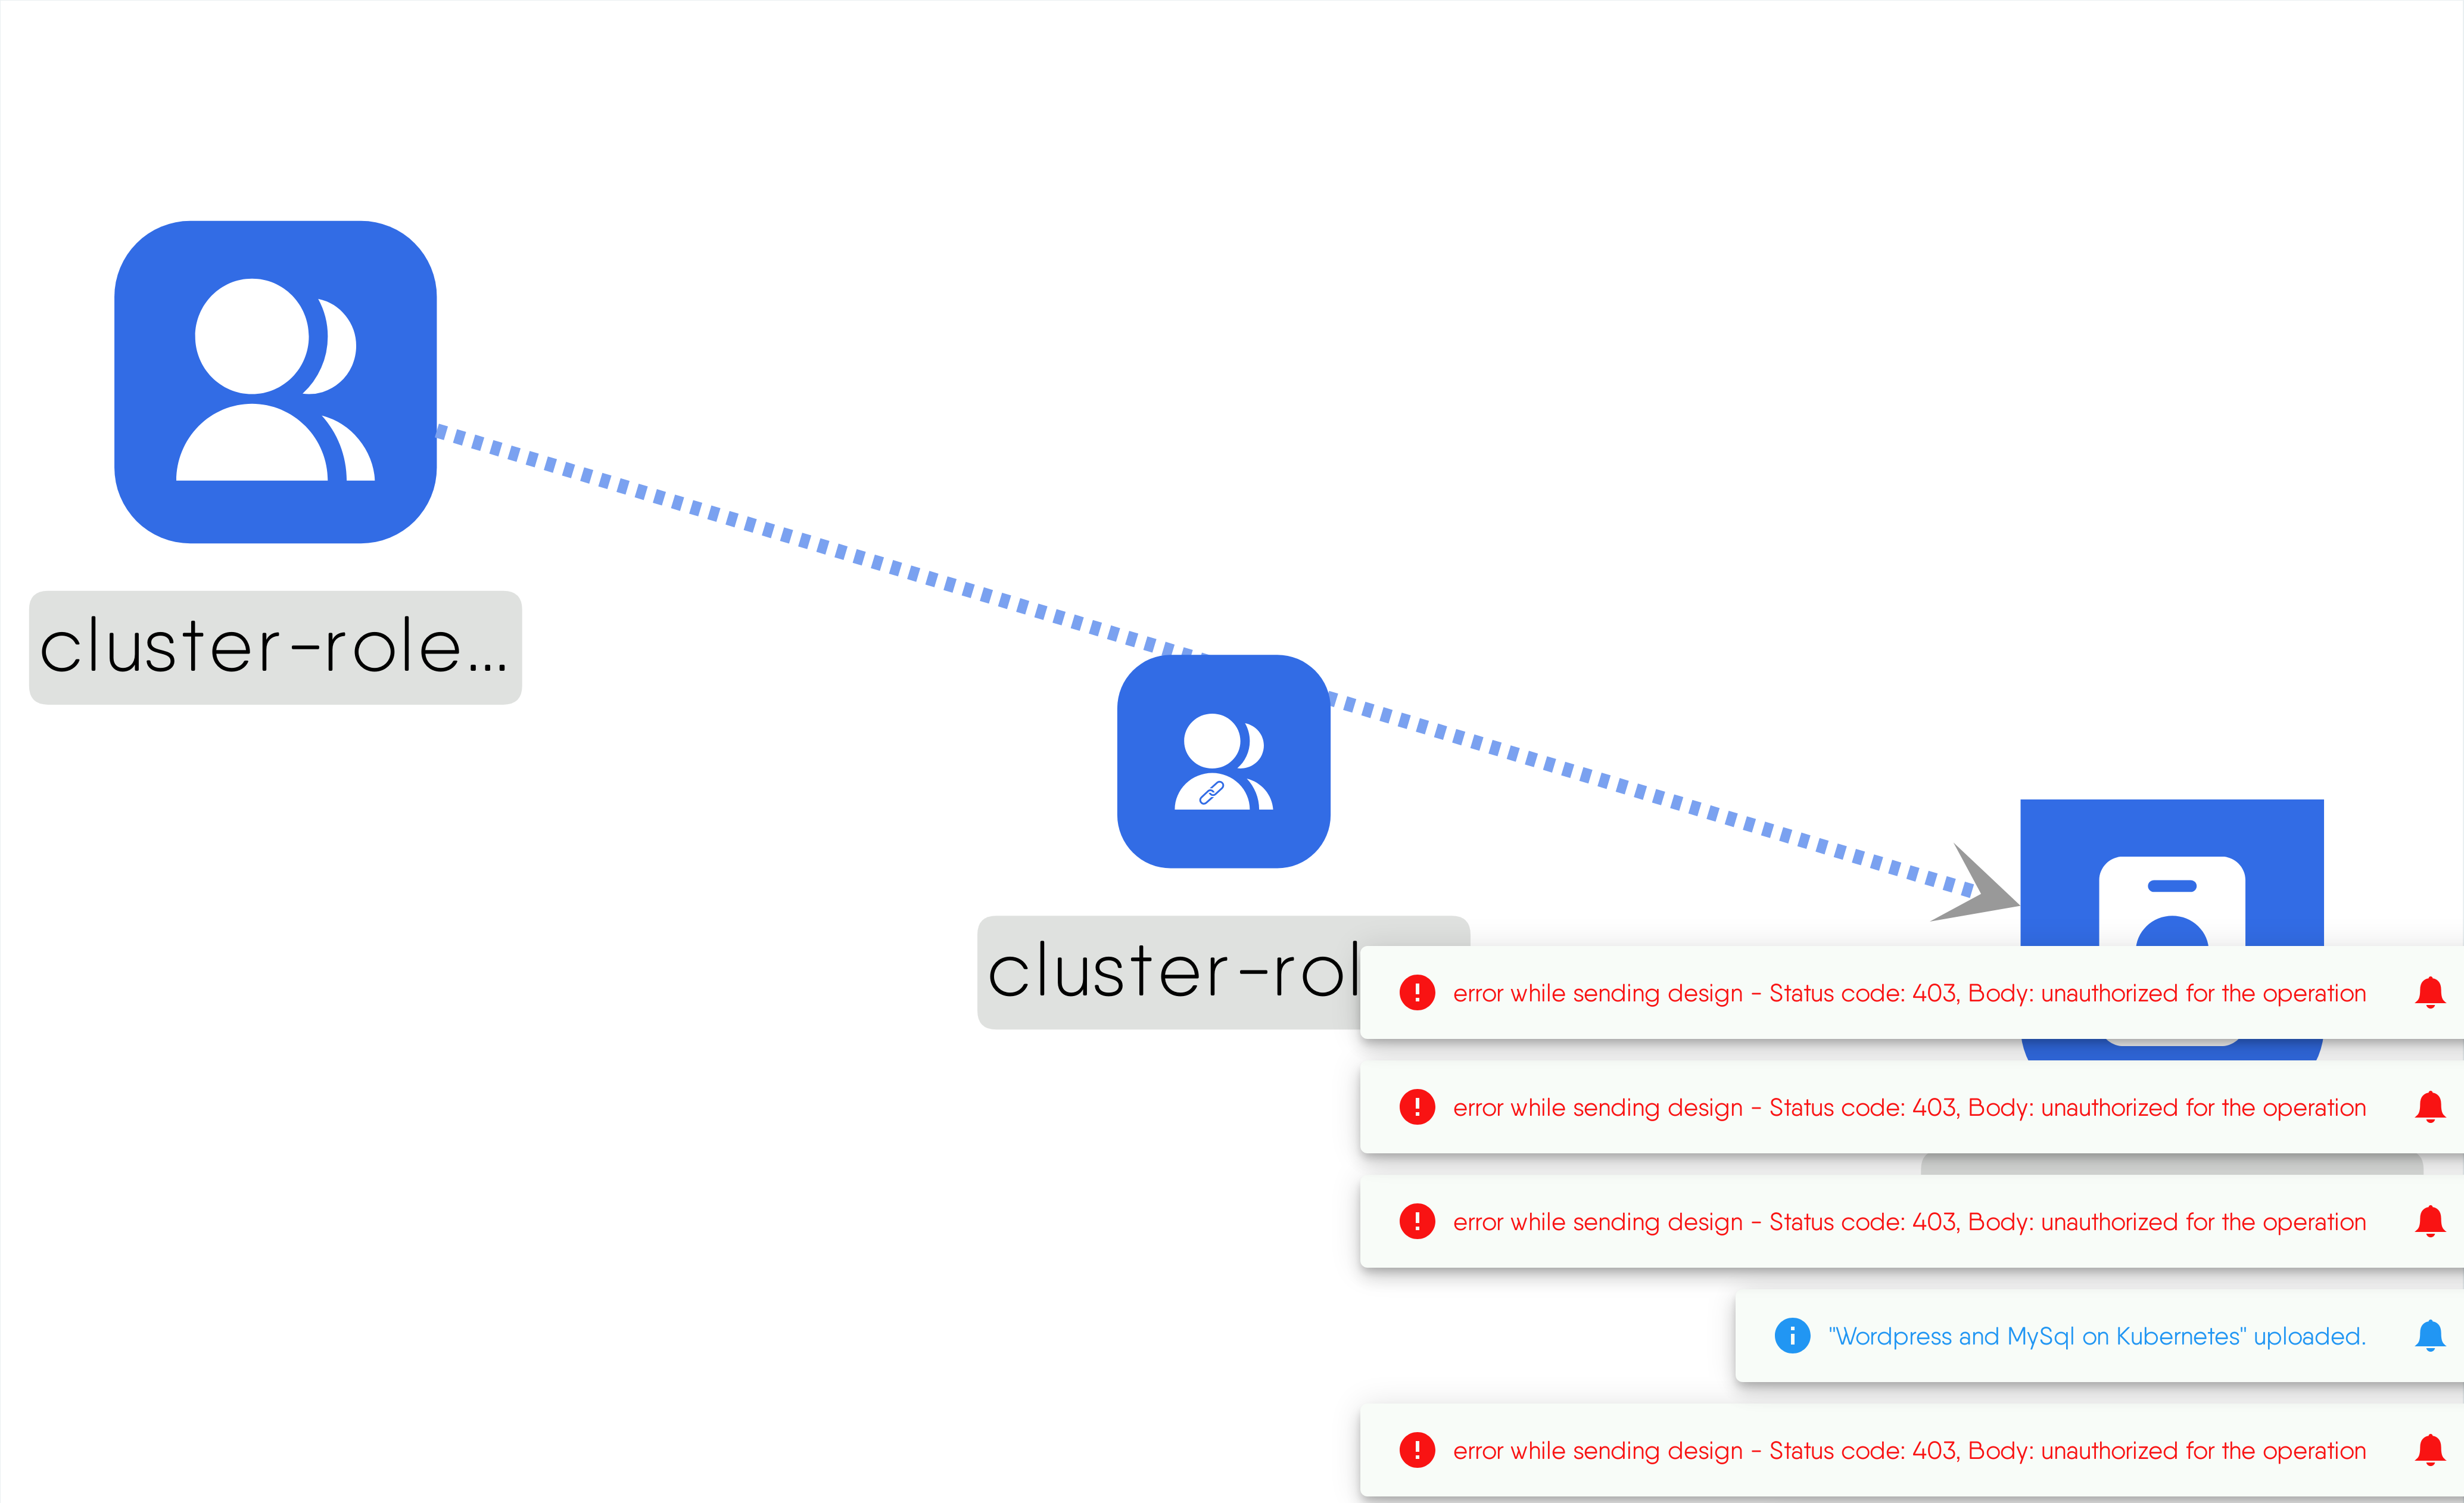 cluster-role...
cluster-rol
error while sending design - Status code: 403, Body: unauthorized for the operation
error while sending design - Status code: 403, Body: unauthorized for the operation
error while sending design - Status code: 403, Body: unauthorized for the operation
"Wordpress and MySql on Kubernetes" uploaded.
error while sending design - Status code: 403, Body: unauthorized for the operation